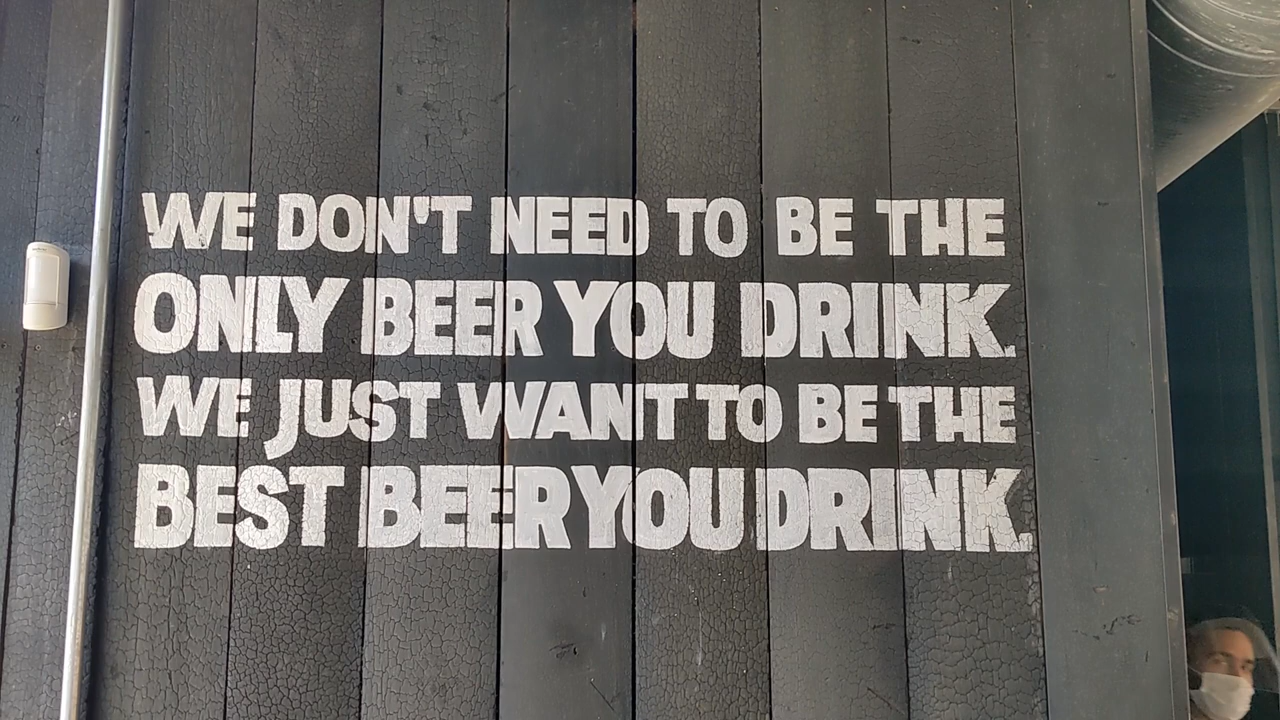 WE DON'T NEED TO BE THE
ONLY BEER YOU DRINK.
WE JUST WANT TO BE THE
BEST BEER YOU DRINK.